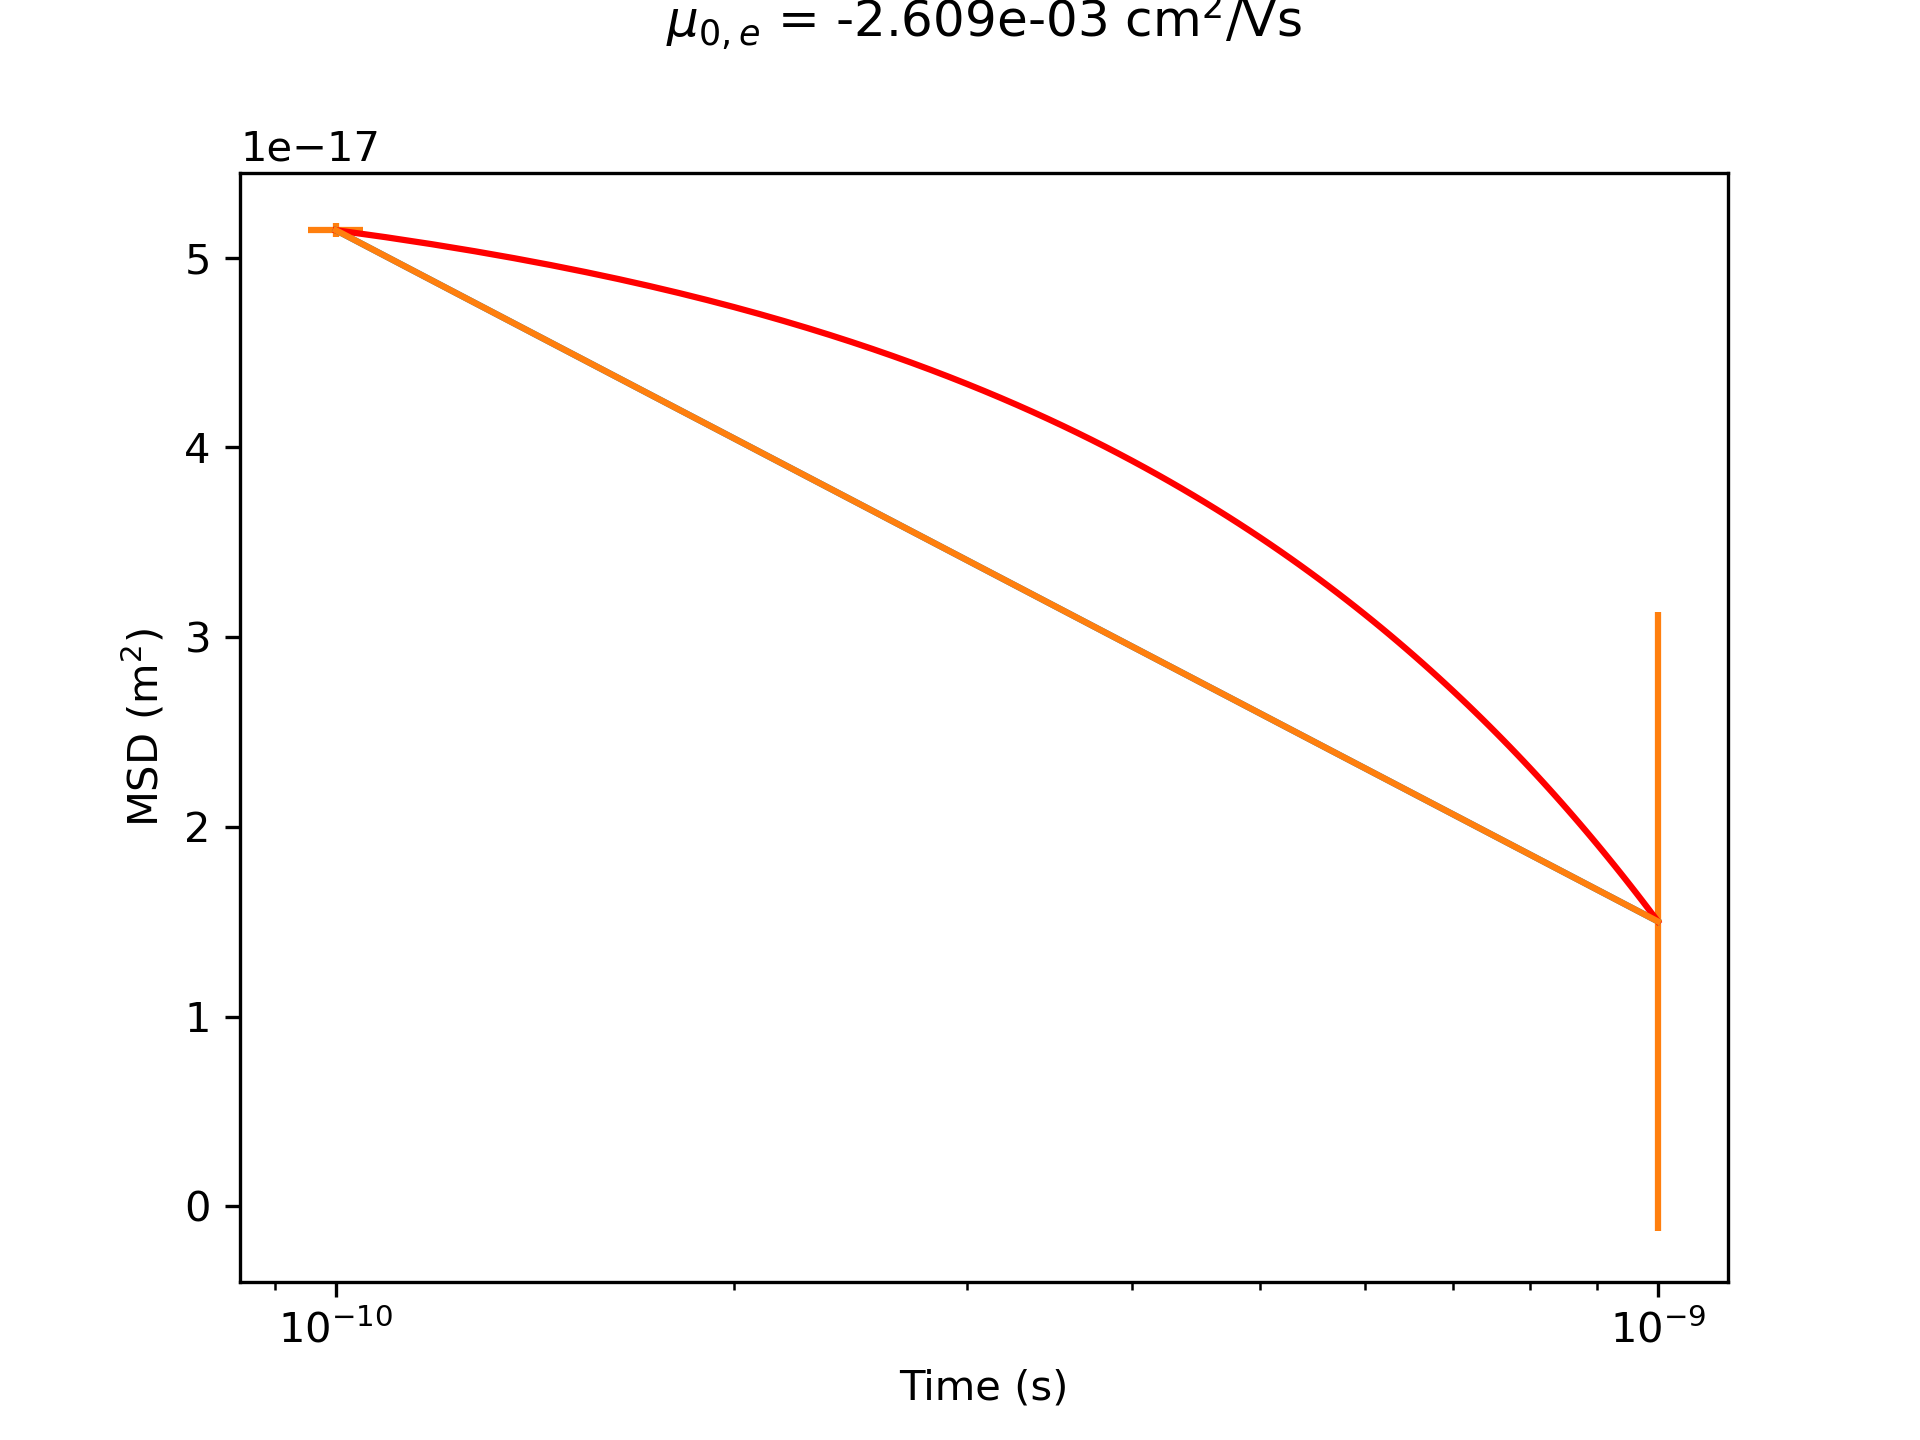 μ0, e = -2.609e-03 cm²/Vs
1e−17
5
4
3
2
1
0
MSD (m²)
10⁻¹⁰ 10⁻⁹
Time (s)